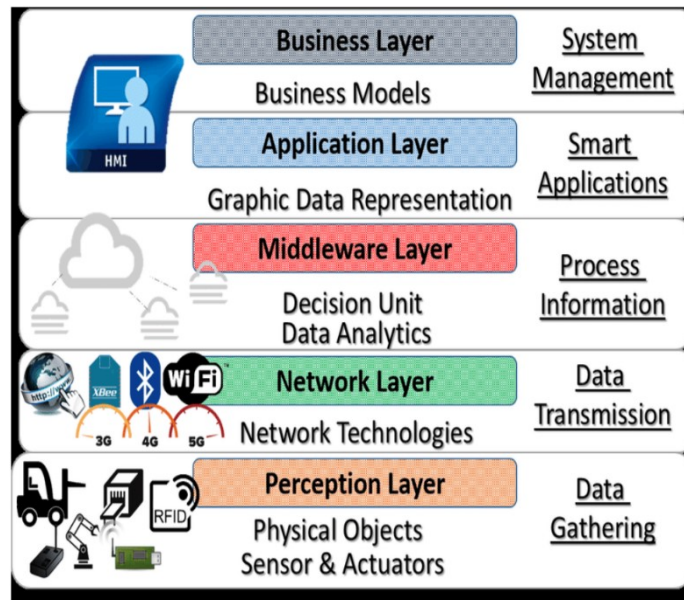 Business Layer
Business Models
System
Management
HMI
Application Layer
Graphic Data Representation
Smart
Applications
Middleware Layer
Decision Unit
Data Analytics
Process
Information
http://www
XBee
WiFi™
3G 4G 5G
Network Layer
Network Technologies
Data
Transmission
RFID
Perception Layer
Physical Objects
Sensor & Actuators
Data
Gathering